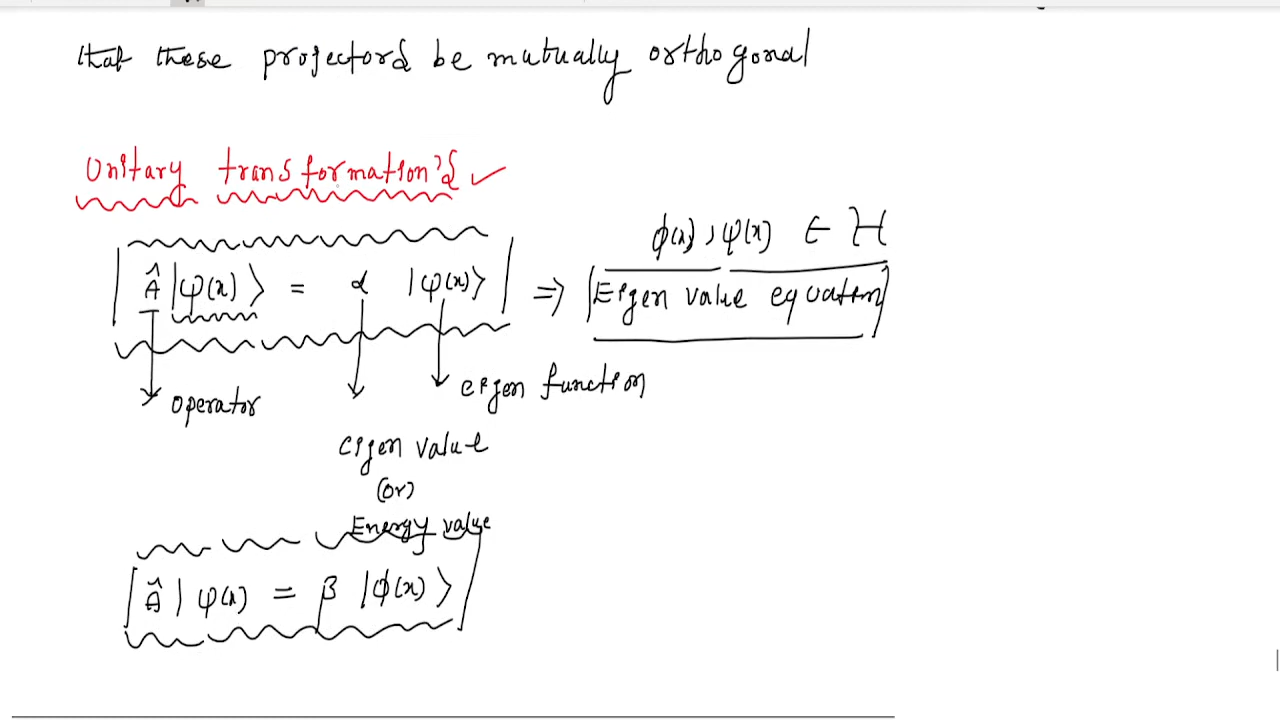 that these projectors be mutually orthogonal
Unitary transformation's ✓
ϕ(x), ψ(x) ∈ H
Â |ψ(x)⟩ = α |ψ(x)⟩ ⇒ Eigen value equation
operator
eigen function
eigen value
(or)
Energy value
Â | ψ(x) = β |ϕ(x)⟩